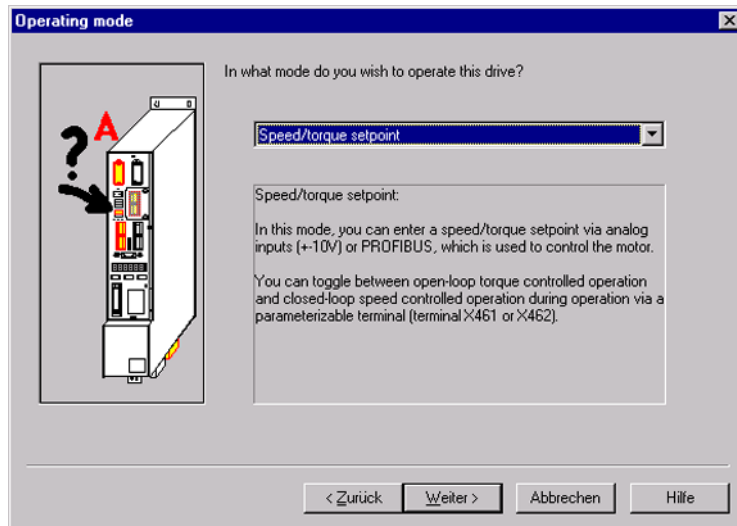 Operating mode
In what mode do you wish to operate this drive?
A
?
Speed/torque setpoint
Speed/torque setpoint:
In this mode, you can enter a speed/torque setpoint via analog
inputs (+-10V) or PROFIBUS, which is used to control the motor.
You can toggle between open-loop torque controlled operation
and closed-loop speed controlled operation during operation via a
parameterizable terminal (terminal X461 or X462).
< Zurück
Weiter >
Abbrechen
Hilfe